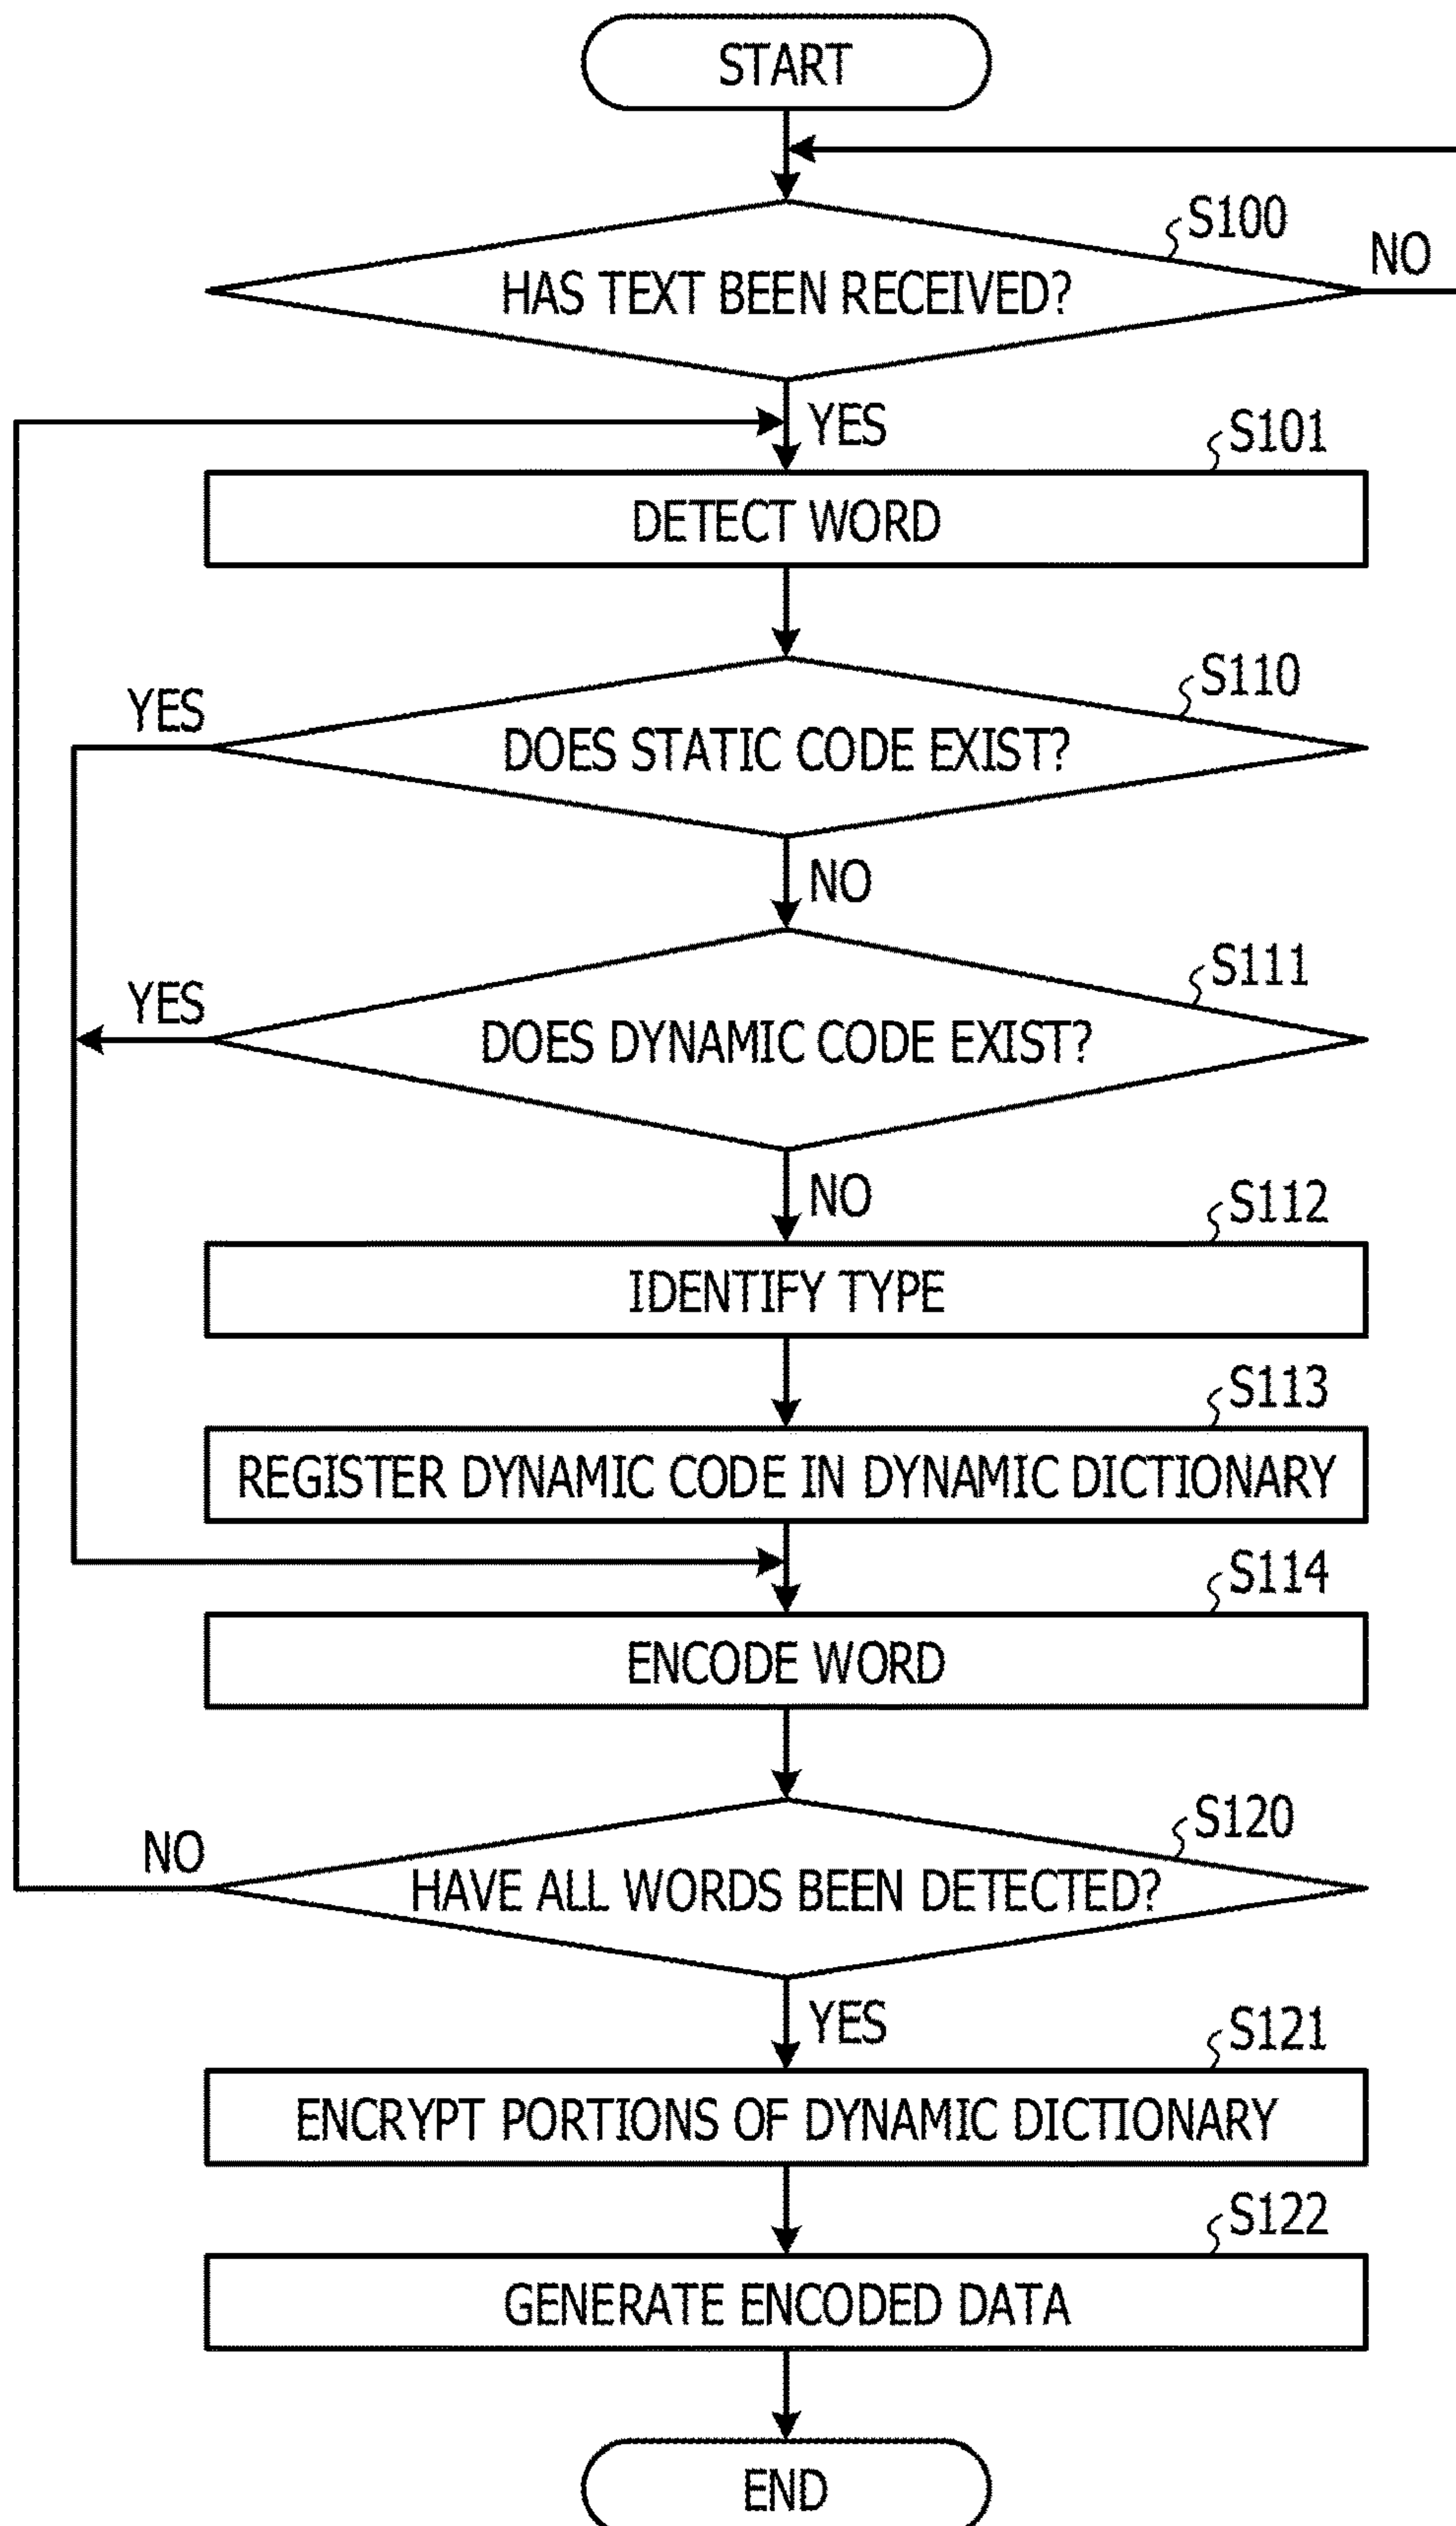 START
S100
NO
HAS TEXT BEEN RECEIVED?
YES
S101
DETECT WORD
S110
YES
DOES STATIC CODE EXIST?
NO
S111
YES
DOES DYNAMIC CODE EXIST?
NO
S112
IDENTIFY TYPE
S113
REGISTER DYNAMIC CODE IN DYNAMIC DICTIONARY
S114
ENCODE WORD
S120
NO
HAVE ALL WORDS BEEN DETECTED?
YES
S121
ENCRYPT PORTIONS OF DYNAMIC DICTIONARY
S122
GENERATE ENCODED DATA
END